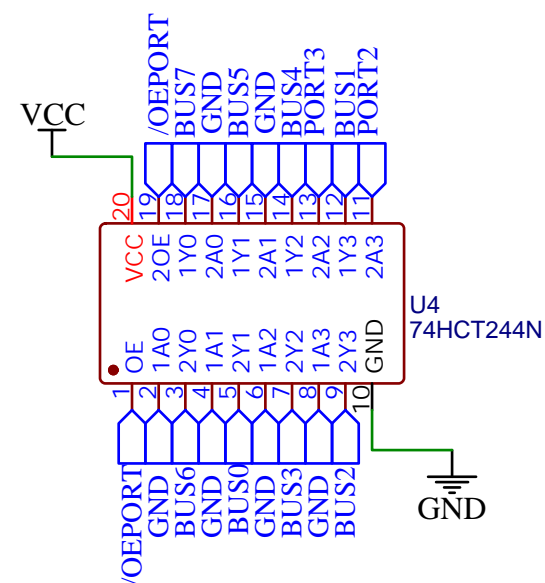 VCC
/OEPORT
BUS7
GND
BUS5
GND
BUS4
PORT3
BUS1
PORT2
20
19
18
17
16
15
14
13
12
11
VCC
2OE
1Y0
2A0
1Y1
2A1
1Y2
2A2
1Y3
2A3
U4
74HCT244N
OE
1A0
2Y0
1A1
2Y1
1A2
2Y2
1A3
2Y3
GND
1
2
3
4
5
6
7
8
9
10
/OEPORT
GND
BUS6
GND
BUS0
GND
BUS3
GND
BUS2
GND